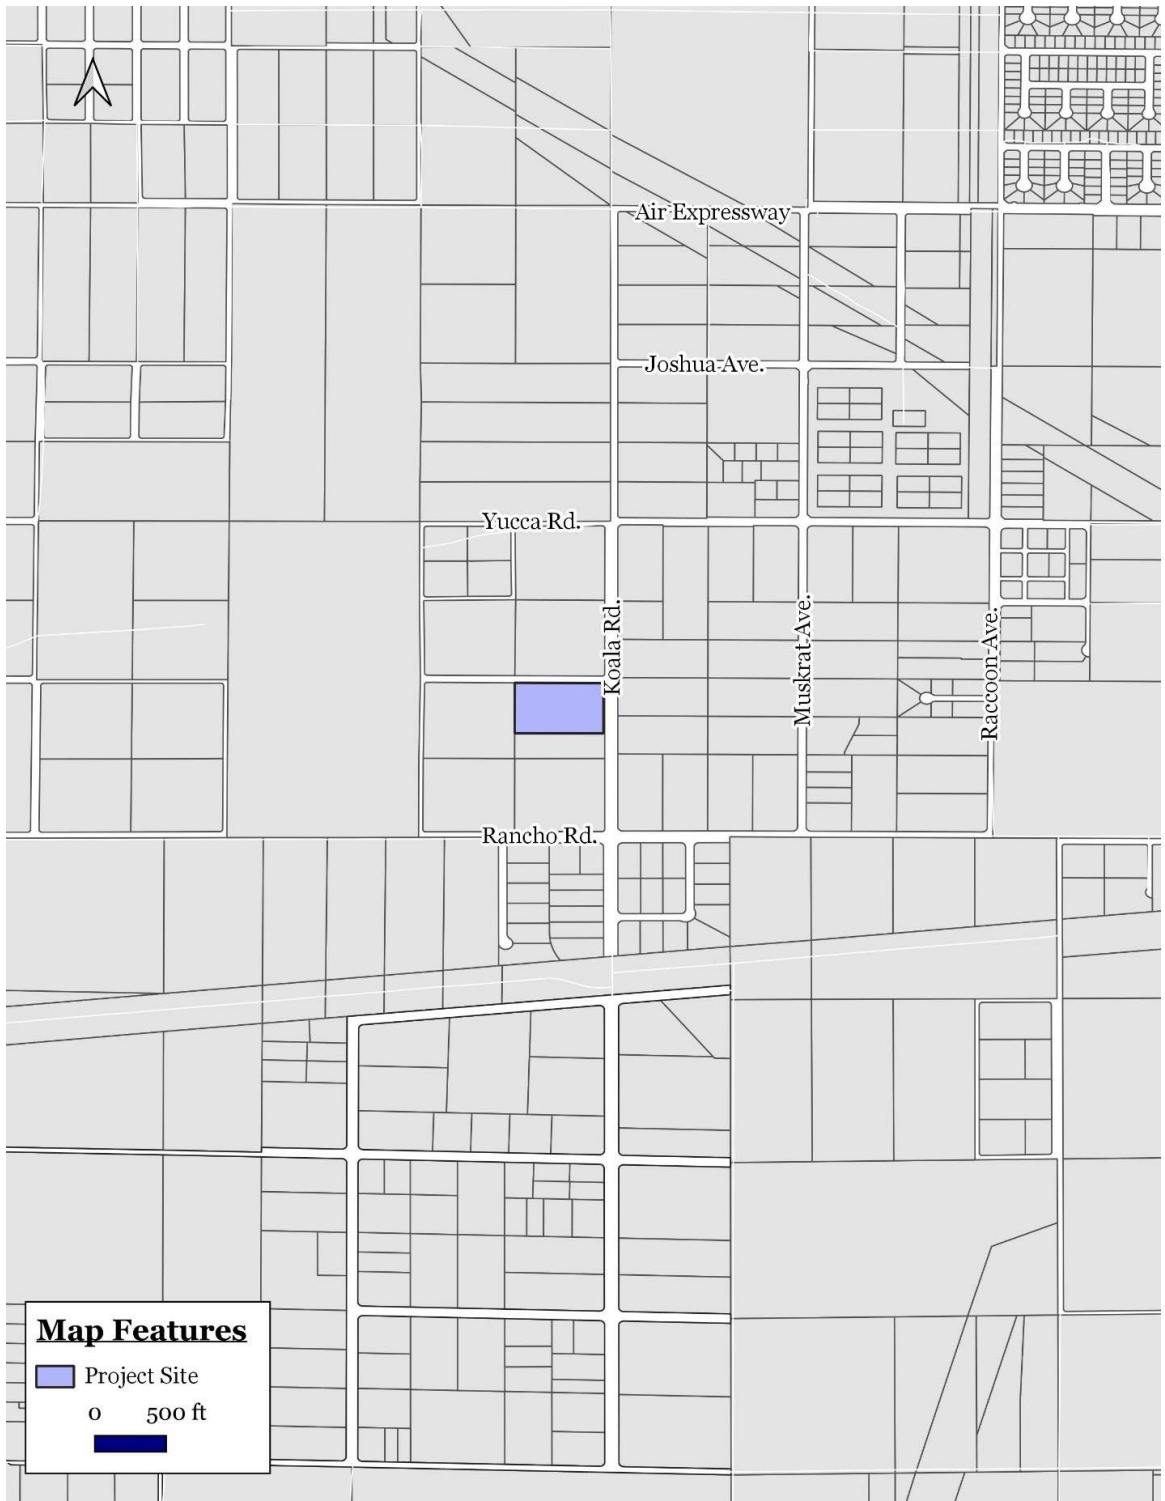 Air Expressway
Joshua Ave.
Yucca Rd.
Koala Rd.
Muskrat Ave.
Raccoon Ave.
Rancho Rd.
Map Features
Project Site
0 500 ft